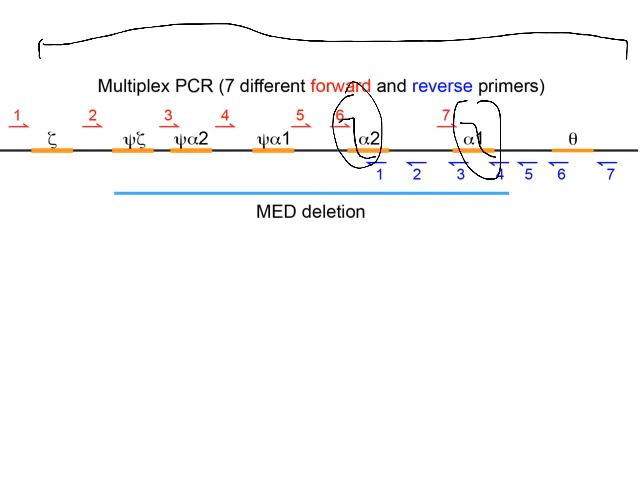 Multiplex PCR (7 different forward and reverse primers)
1 2 3 4 5 6 7
ζ ψζ ψα2 ψα1 α2 α1 θ
1 2 3 4 5 6 7
MED deletion